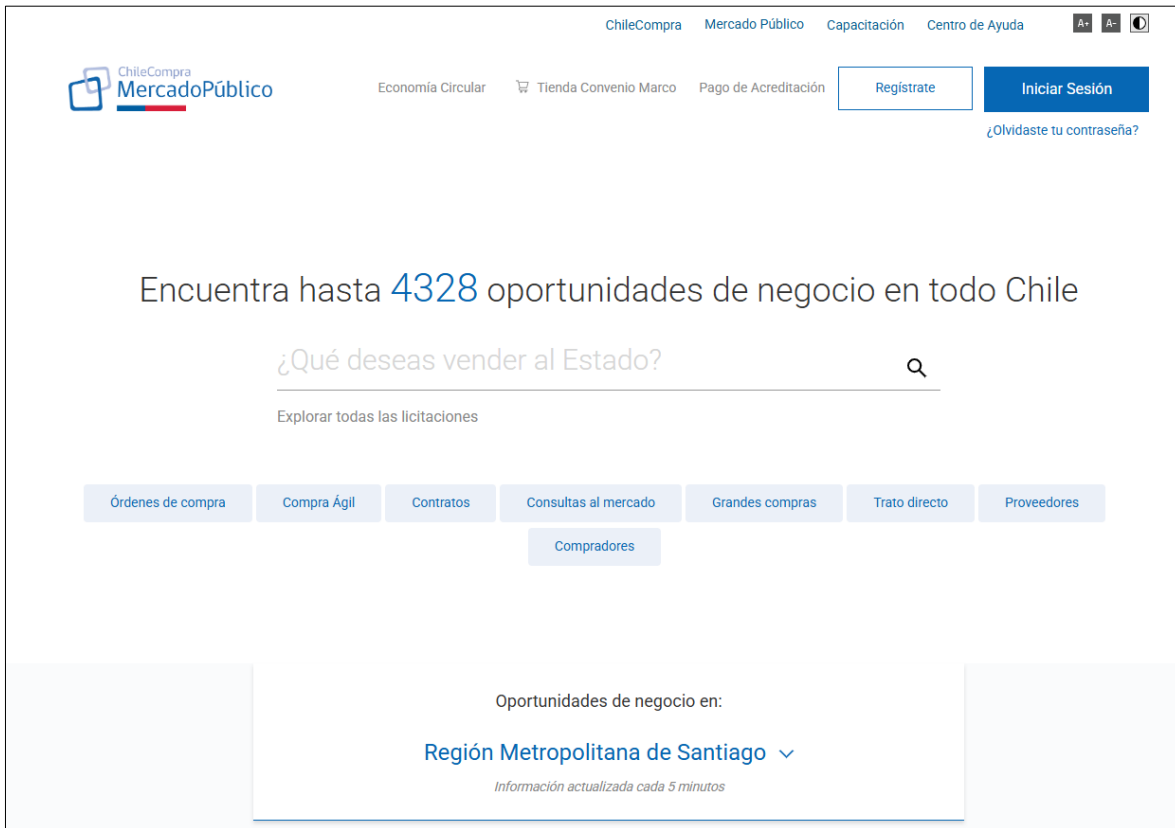 ChileCompra Mercado Público Capacitación Centro de Ayuda A+ A-
ChileCompra
MercadoPúblico
Economía Circular Tienda Convenio Marco Pago de Acreditación Regístrate Iniciar Sesión
¿Olvidaste tu contraseña?
Encuentra hasta 4328 oportunidades de negocio en todo Chile
¿Qué deseas vender al Estado?
Explorar todas las licitaciones
Órdenes de compra Compra Ágil Contratos Consultas al mercado Grandes compras Trato directo Proveedores
Compradores
Oportunidades de negocio en:
Región Metropolitana de Santiago
Información actualizada cada 5 minutos